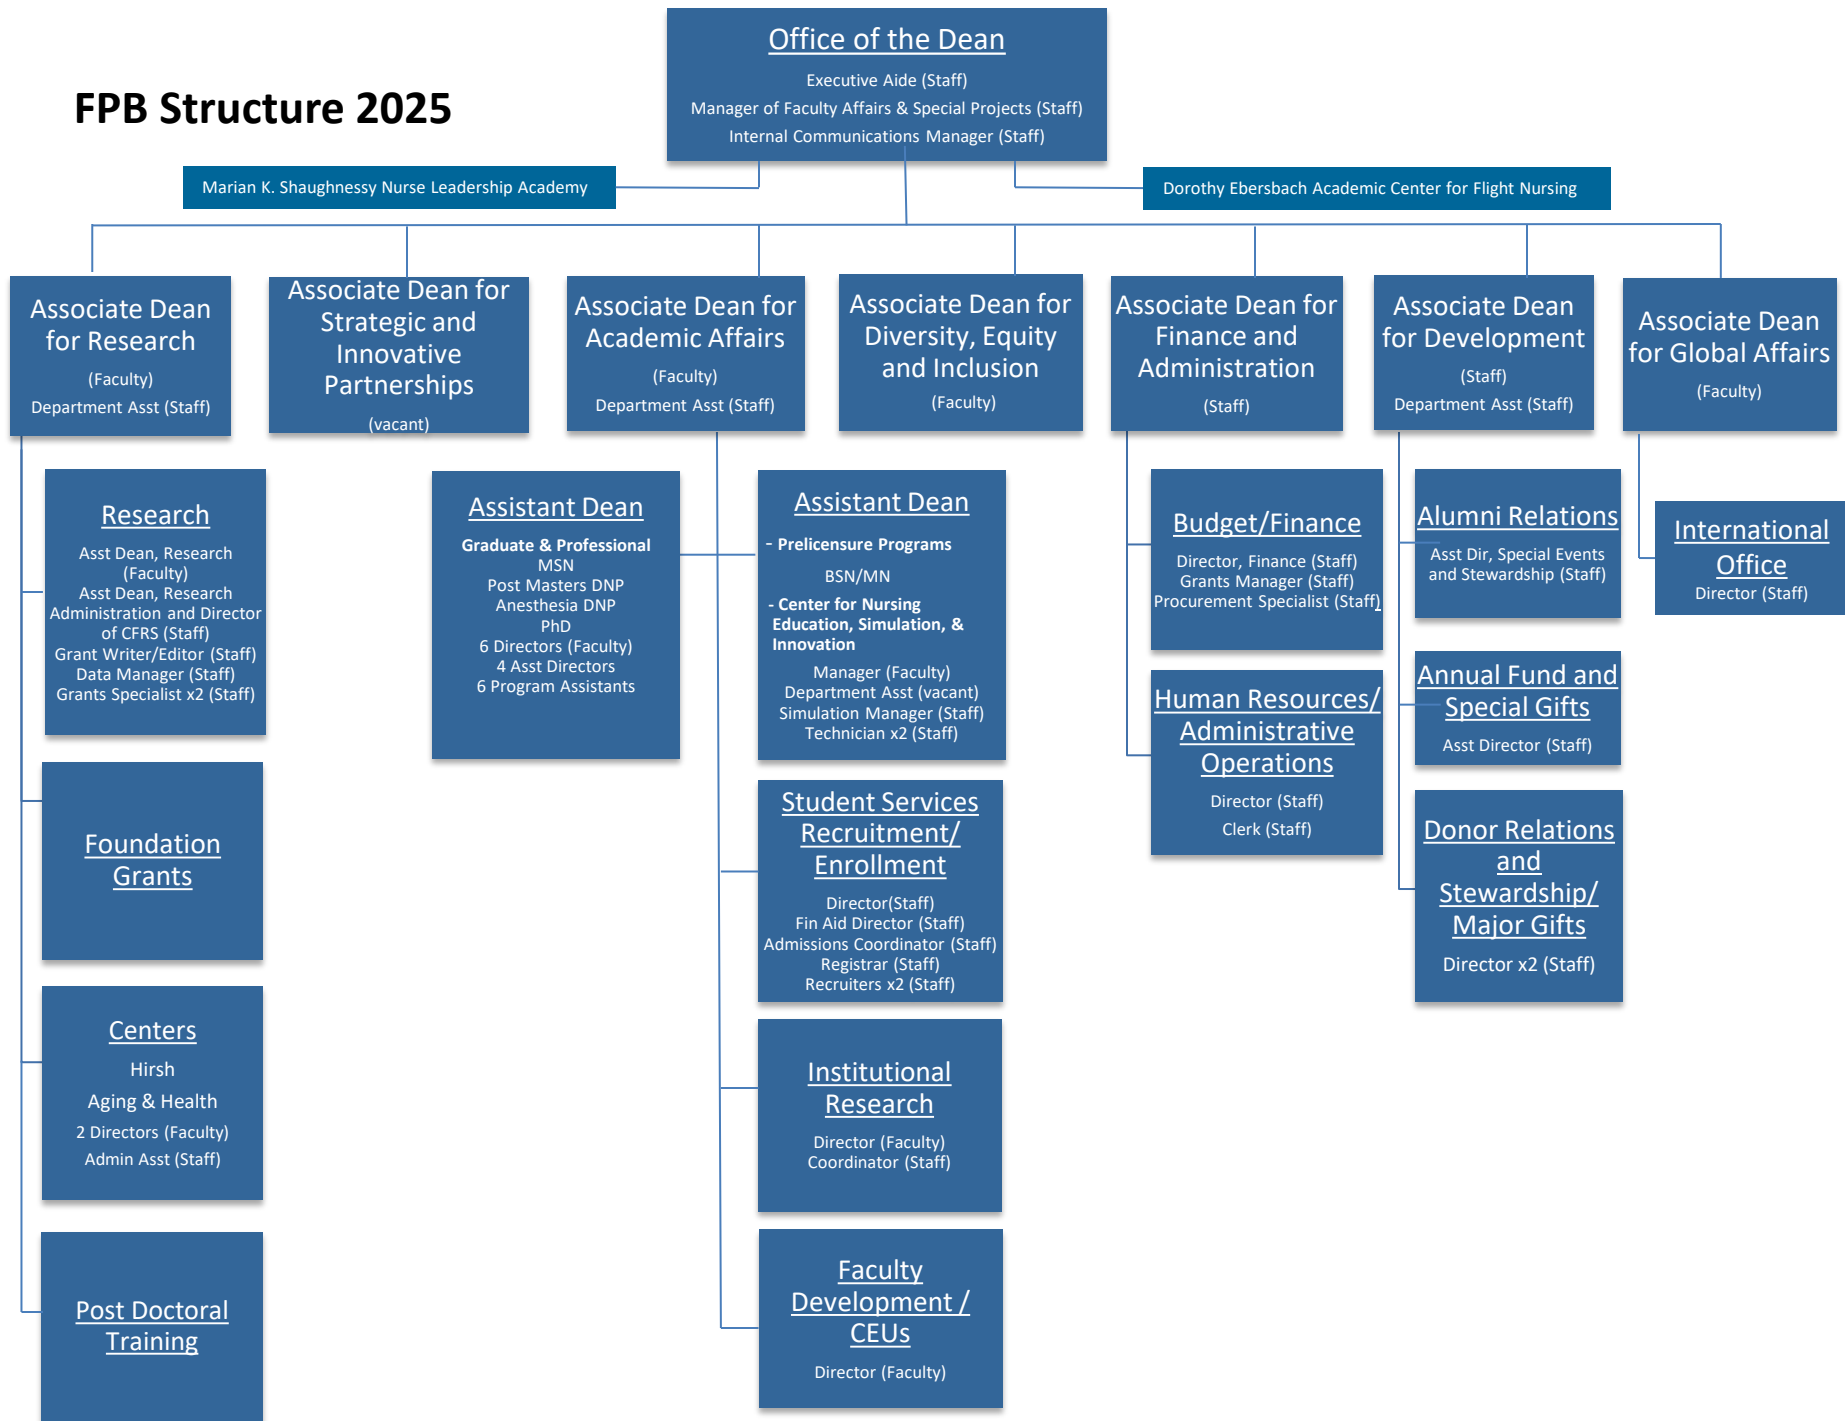 FPB Structure 2025
Office of the Dean
Executive Aide (Staff)
Manager of Faculty Affairs & Special Projects (Staff)
Internal Communications Manager (Staff)
Marian K. Shaughnessy Nurse Leadership Academy
Dorothy Ebersbach Academic Center for Flight Nursing
Associate Dean
for Research
(Faculty)
Department Asst (Staff)
Associate Dean for
Strategic and
Innovative
Partnerships
(vacant)
Associate Dean for
Academic Affairs
(Faculty)
Department Asst (Staff)
Associate Dean for
Diversity, Equity
and Inclusion
(Faculty)
Associate Dean for
Finance and
Administration
(Staff)
Associate Dean
for Development
(Staff)
Department Asst (Staff)
Associate Dean
for Global Affairs
(Faculty)
Research
Asst Dean, Research
(Faculty)
Asst Dean, Research
Administration and Director
of CFRS (Staff)
Grant Writer/Editor (Staff)
Data Manager (Staff)
Grants Specialist x2 (Staff)
Foundation
Grants
Centers
Hirsh
Aging & Health
2 Directors (Faculty)
Admin Asst (Staff)
Post Doctoral
Training
Assistant Dean
Graduate & Professional
MSN
Post Masters DNP
Anesthesia DNP
PhD
6 Directors (Faculty)
4 Asst Directors
6 Program Assistants
Assistant Dean
- Prelicensure Programs
BSN/MN
- Center for Nursing
Education, Simulation, &
Innovation
Manager (Faculty)
Department Asst (vacant)
Simulation Manager (Staff)
Technician x2 (Staff)
Student Services
Recruitment/
Enrollment
Director(Staff)
Fin Aid Director (Staff)
Admissions Coordinator (Staff)
Registrar (Staff)
Recruiters x2 (Staff)
Institutional
Research
Director (Faculty)
Coordinator (Staff)
Faculty
Development /
CEUs
Director (Faculty)
Budget/Finance
Director, Finance (Staff)
Grants Manager (Staff)
Procurement Specialist (Staff)
Human Resources/
Administrative
Operations
Director (Staff)
Clerk (Staff)
Alumni Relations
Asst Dir, Special Events
and Stewardship (Staff)
Annual Fund and
Special Gifts
Asst Director (Staff)
Donor Relations
and
Stewardship/
Major Gifts
Director x2 (Staff)
International
Office
Director (Staff)